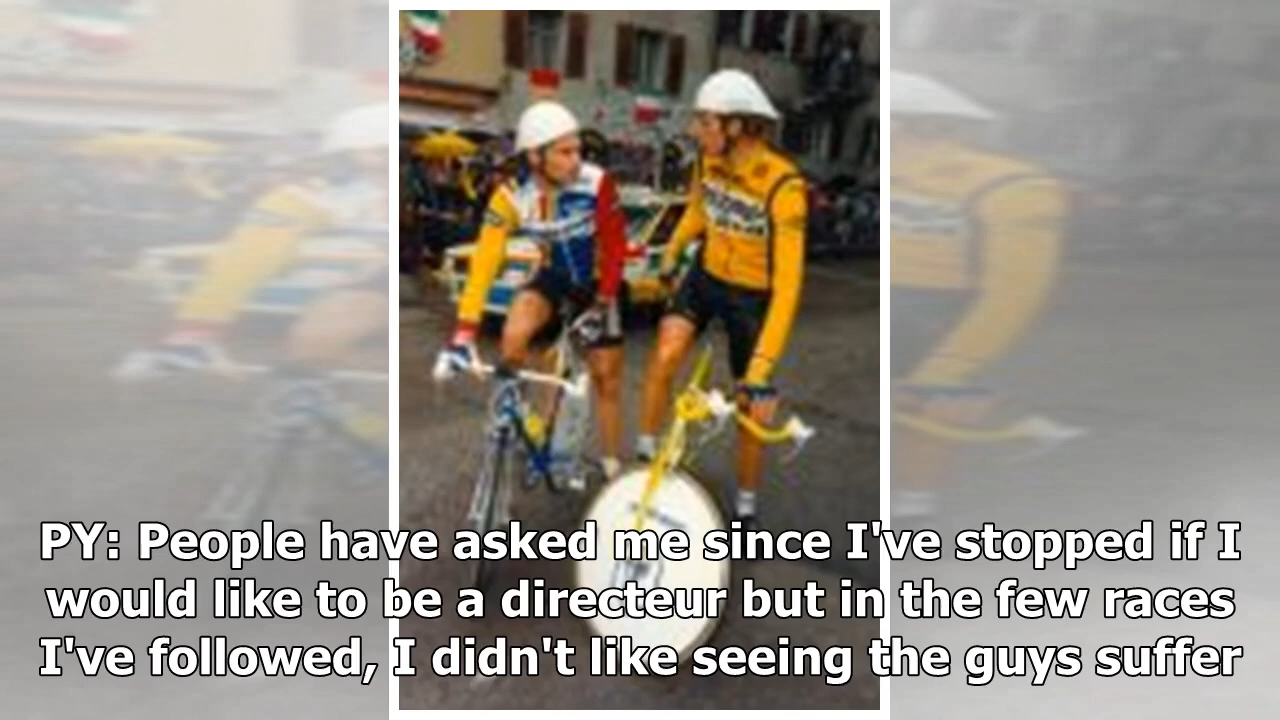 PY: People have asked me since I've stopped if I
would like to be a directeur but in the few races
I've followed, I didn't like seeing the guys suffer